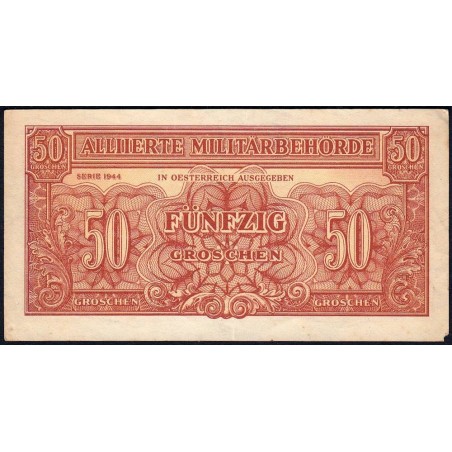 50 ALLIIERTE MILITÄRBEHÖRDE 50
GROSCHEN GROSCHEN
SERIE 1944 IN OESTERREICH AUSGEGEBEN
50 FÜNFZIG 50
GROSCHEN
GROSCHEN GROSCHEN